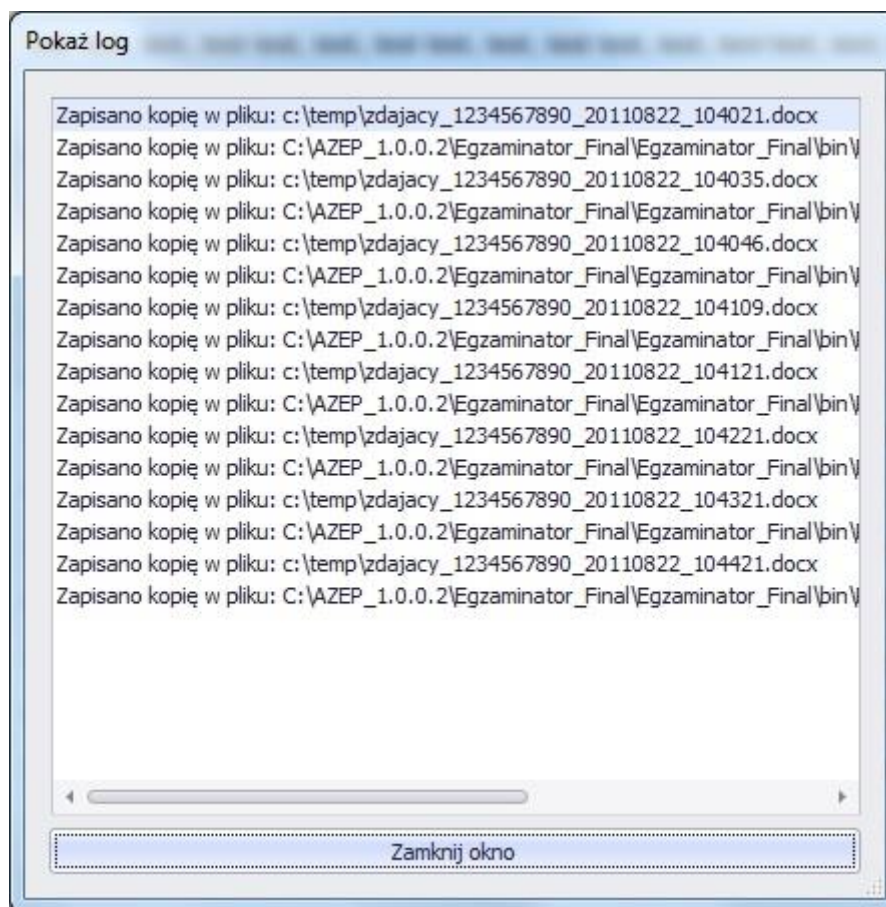 Pokaż log
Zapisano kopię w pliku: c:\temp\zdajacy_1234567890_20110822_104021.docx
Zapisano kopię w pliku: C:\AZEP_1.0.0.2\Egzaminator_Final\Egzaminator_Final\bin\
Zapisano kopię w pliku: c:\temp\zdajacy_1234567890_20110822_104035.docx
Zapisano kopię w pliku: C:\AZEP_1.0.0.2\Egzaminator_Final\Egzaminator_Final\bin\
Zapisano kopię w pliku: c:\temp\zdajacy_1234567890_20110822_104046.docx
Zapisano kopię w pliku: C:\AZEP_1.0.0.2\Egzaminator_Final\Egzaminator_Final\bin\
Zapisano kopię w pliku: c:\temp\zdajacy_1234567890_20110822_104109.docx
Zapisano kopię w pliku: C:\AZEP_1.0.0.2\Egzaminator_Final\Egzaminator_Final\bin\
Zapisano kopię w pliku: c:\temp\zdajacy_1234567890_20110822_104121.docx
Zapisano kopię w pliku: C:\AZEP_1.0.0.2\Egzaminator_Final\Egzaminator_Final\bin\
Zapisano kopię w pliku: c:\temp\zdajacy_1234567890_20110822_104221.docx
Zapisano kopię w pliku: C:\AZEP_1.0.0.2\Egzaminator_Final\Egzaminator_Final\bin\
Zapisano kopię w pliku: c:\temp\zdajacy_1234567890_20110822_104321.docx
Zapisano kopię w pliku: C:\AZEP_1.0.0.2\Egzaminator_Final\Egzaminator_Final\bin\
Zapisano kopię w pliku: c:\temp\zdajacy_1234567890_20110822_104421.docx
Zapisano kopię w pliku: C:\AZEP_1.0.0.2\Egzaminator_Final\Egzaminator_Final\bin\
Zamknij okno